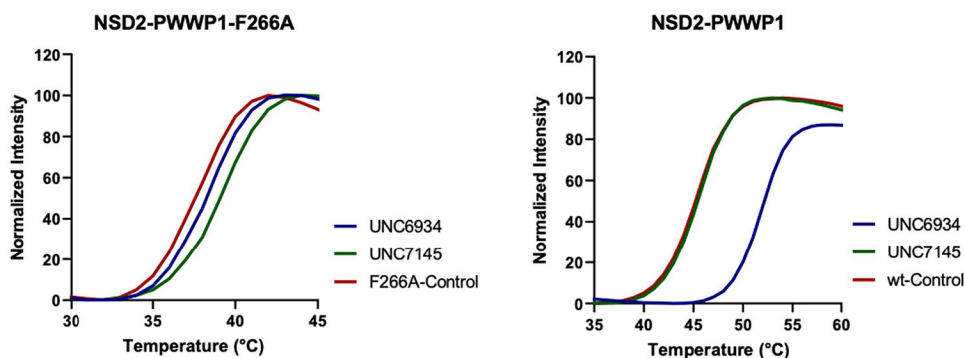 NSD2-PWWP1-F266A
Normalized Intensity
120
100
80
60
40
20
0
30
35
40
45
Temperature (°C)
UNC6934
UNC7145
F266A-Control
NSD2-PWWP1
Normalized Intensity
120
100
80
60
40
20
0
35
40
45
50
55
60
Temperature (°C)
UNC6934
UNC7145
wt-Control